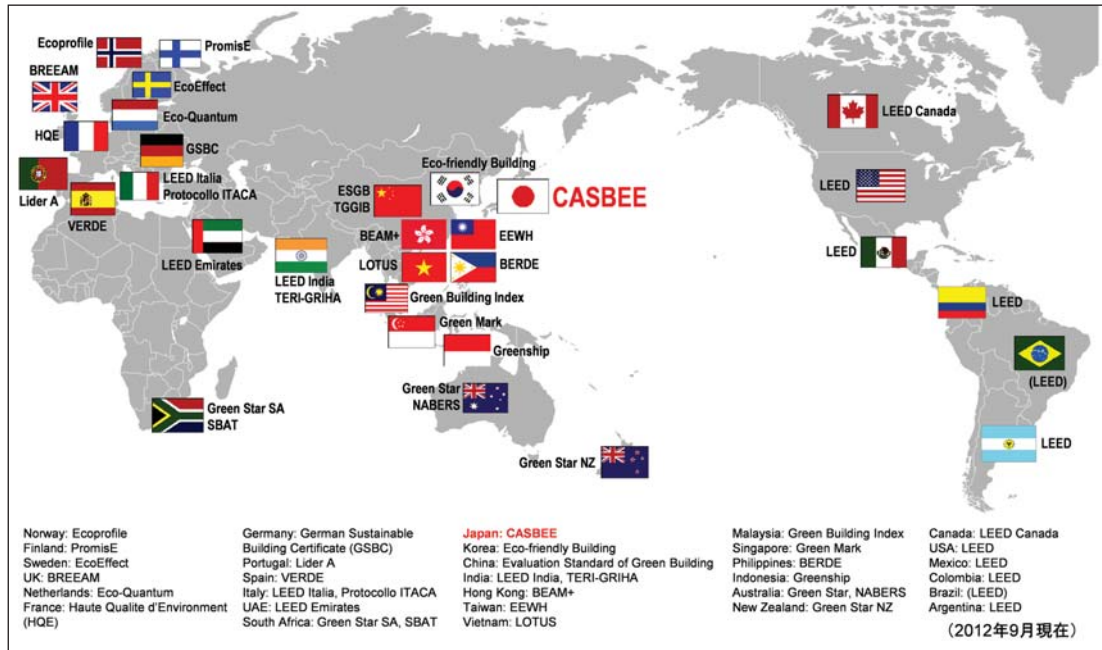 Ecoprofile
PromisE
BREEAM
EcoEffect
Eco-Quantum
HQE
GSBC
Lider A
LEED Italia
Protocollo ITACA
VERDE
LEED Emirates
LEED India
TERI-GRIHA
Eco-friendly Building
ESGB
TGGIB
CASBEE
BEAM+
EEWH
LOTUS
BERDE
Green Building Index
Green Mark
Greenship
Green Star
NABERS
Green Star SA
SBAT
Green Star NZ
LEED Canada
LEED
LEED
LEED
(LEED)
LEED
Norway: Ecoprofile
Finland: PromisE
Sweden: EcoEffect
UK: BREEAM
Netherlands: Eco-Quantum
France: Haute Qualite d'Environment
(HQE)
Germany: German Sustainable
Building Certificate (GSBC)
Portugal: Lider A
Spain: VERDE
Italy: LEED Italia, Protocollo ITACA
UAE: LEED Emirates
South Africa: Green Star SA, SBAT
Japan: CASBEE
Korea: Eco-friendly Building
China: Evaluation Standard of Green Building
India: LEED India, TERI-GRIHA
Hong Kong: BEAM+
Taiwan: EEWH
Vietnam: LOTUS
Malaysia: Green Building Index
Singapore: Green Mark
Philippines: BERDE
Indonesia: Greenship
Australia: Green Star, NABERS
New Zealand: Green Star NZ
Canada: LEED Canada
USA: LEED
Mexico: LEED
Colombia: LEED
Brazil: (LEED)
Argentina: LEED
(2012年9月現在)